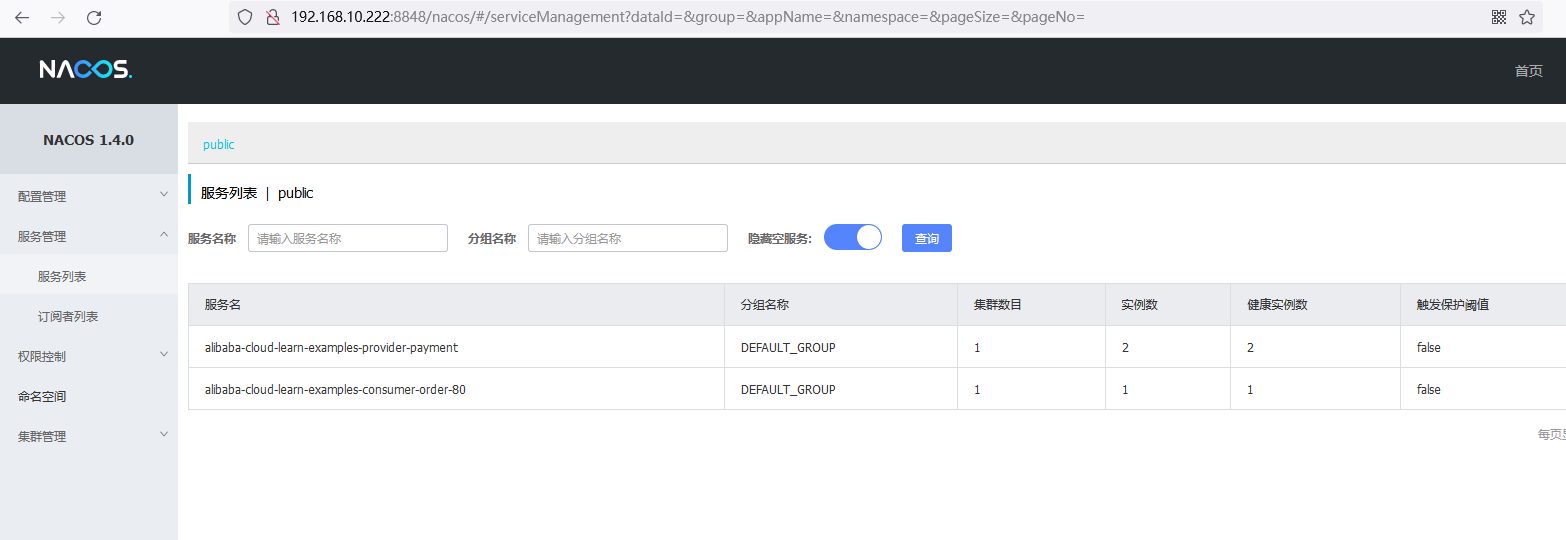 192.168.10.222:8848/nacos/#/serviceManagement?dataId=&group=&appName=&namespace=&pageSize=&pageNo=
NACOS.
首页
NACOS 1.4.0
配置管理
服务管理
服务列表
订阅者列表
权限控制
命名空间
集群管理
public
服务列表 | public
服务名称 请输入服务名称 分组名称 请输入分组名称 隐藏空服务: 查询
服务名 分组名称 集群数目 实例数 健康实例数 触发保护阈值
alibaba-cloud-learn-examples-provider-payment DEFAULT_GROUP 1 2 2 false
alibaba-cloud-learn-examples-consumer-order-80 DEFAULT_GROUP 1 1 1 false
每页